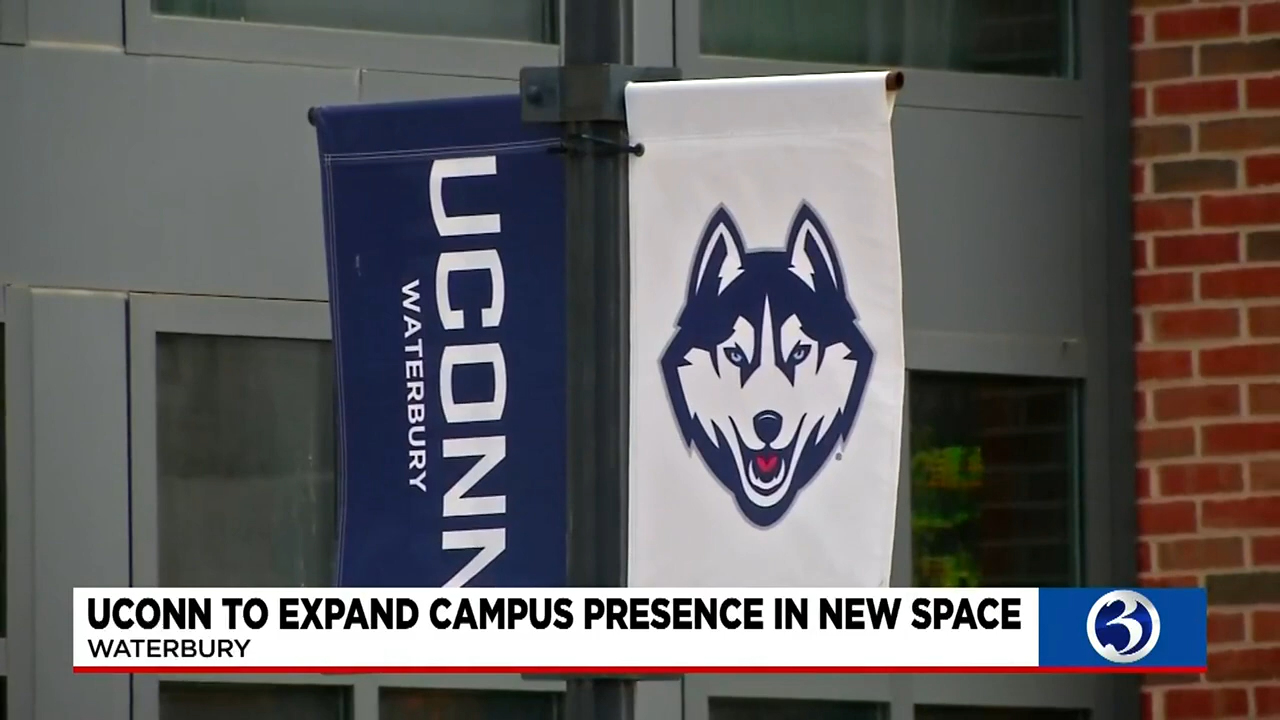 UCONN
WATERBURY
UCONN TO EXPAND CAMPUS PRESENCE IN NEW SPACE
WATERBURY
3